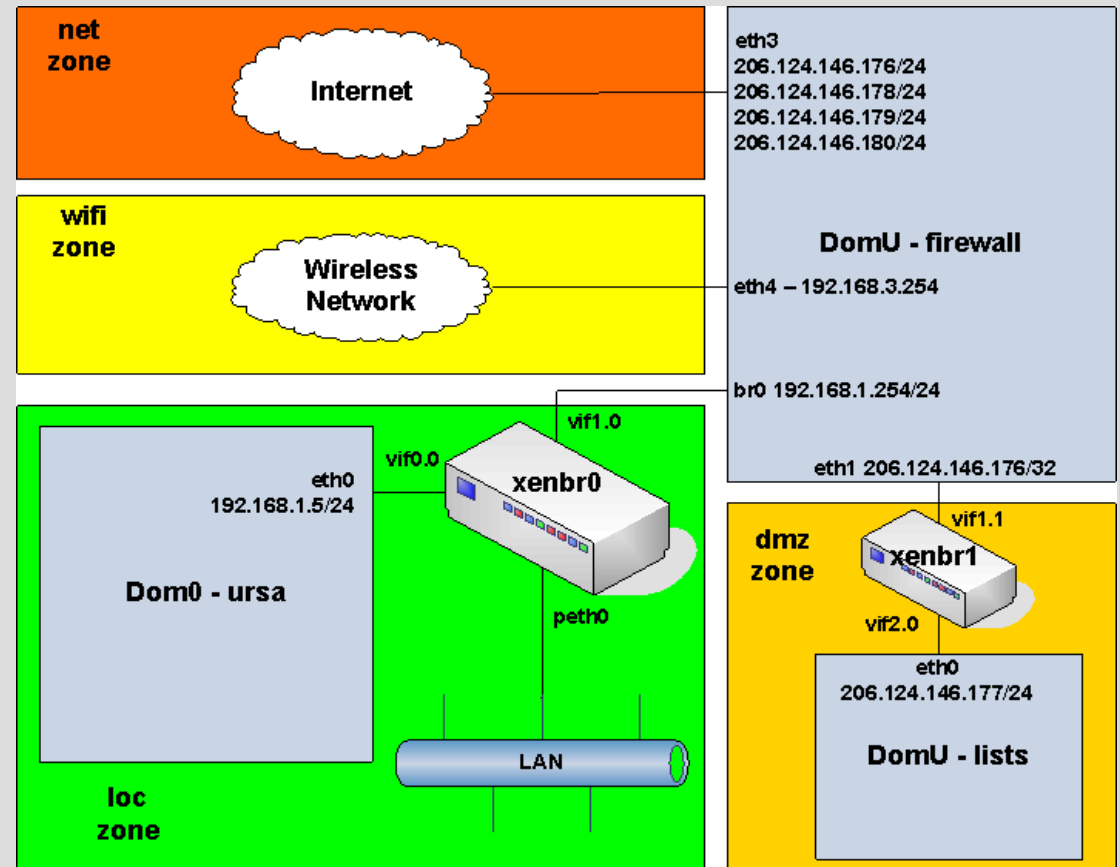 net
zone
Internet
eth3
206.124.146.176/24
206.124.146.178/24
206.124.146.179/24
206.124.146.180/24
wifi
zone
Wireless
Network
DomU - firewall
eth4 – 192.168.3.254
br0 192.168.1.254/24
eth1 206.124.146.176/32
vif1.0
vif0.0
xenbr0
eth0
192.168.1.5/24
Dom0 - ursa
peth0
LAN
loc
zone
dmz
zone
vif1.1
xenbr1
vif2.0
eth0
206.124.146.177/24
DomU - lists